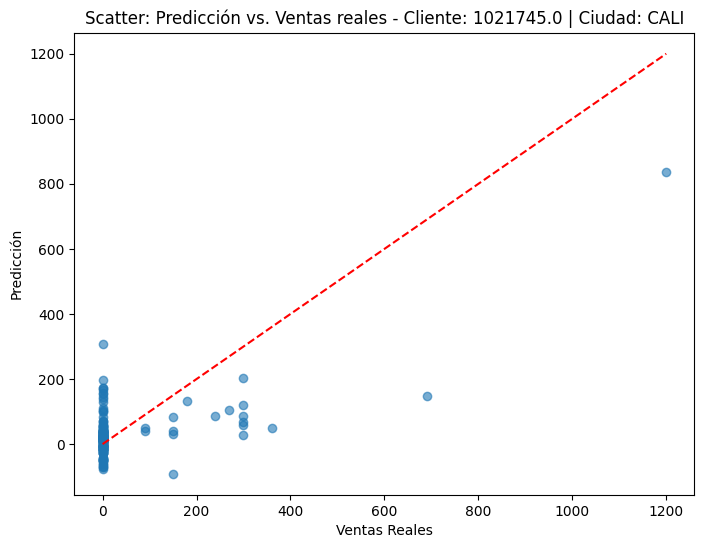 Scatter: Predicción vs. Ventas reales - Cliente: 1021745.0 | Ciudad: CALI
1200
1000
800
600
400
200
0
Predicción
0 200 400 600 800 1000 1200
Ventas Reales